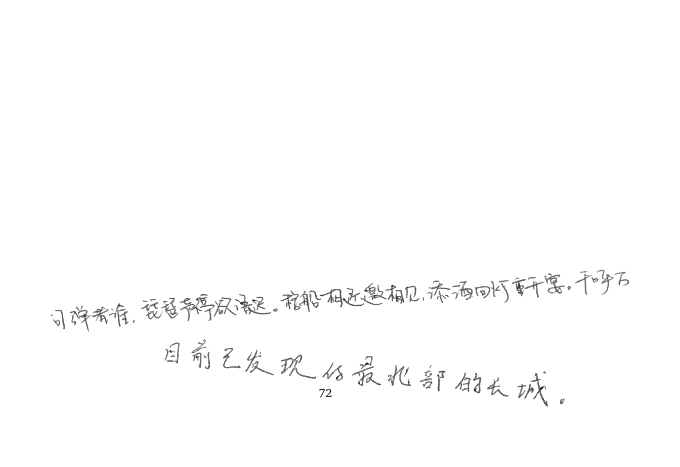 问弹者谁,琵琶声停欲语迟。移船相近邀相见,添酒回灯重开宴。千呼万
目前已发现的最北部的长城。
72